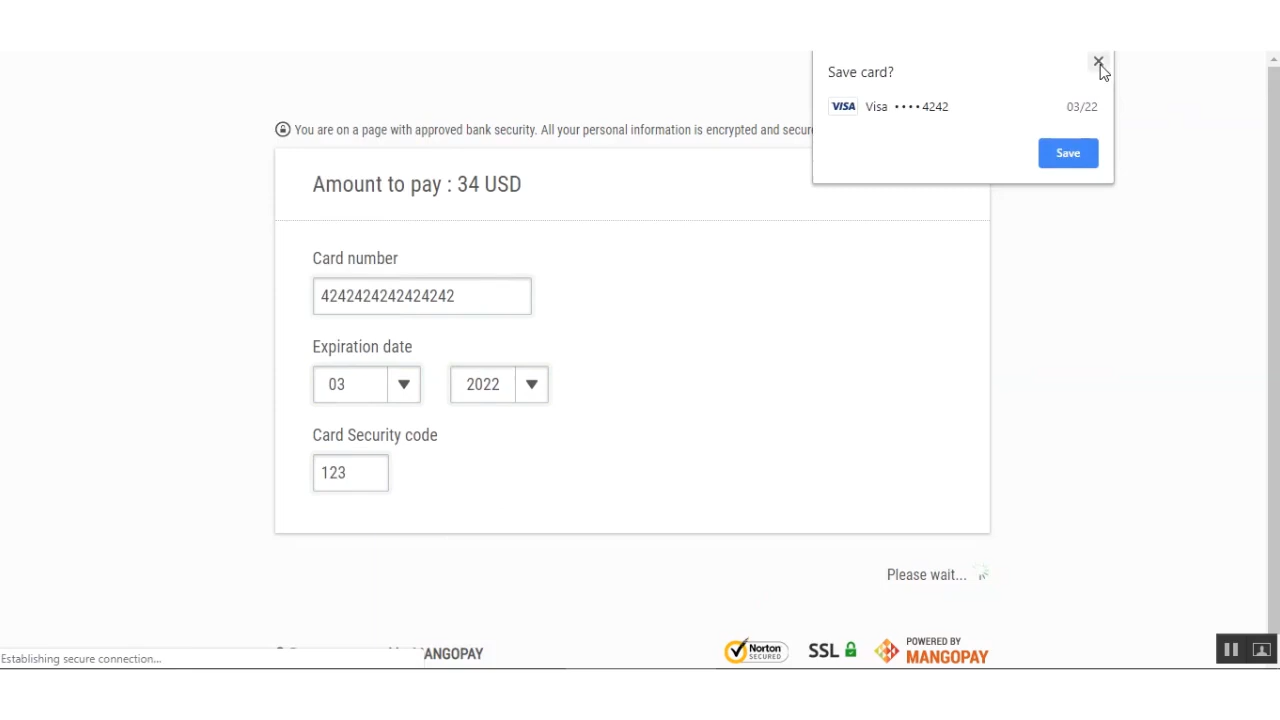 Save card?
VISA Visa •••• 4242 03/22
Save
You are on a page with approved bank security. All your personal information is encrypted and
Amount to pay : 34 USD
Card number
4242424242424242
Expiration date
03 2022
Card Security code
123
Please wait...
Establishing secure connection...
MANGOPAY
Norton
SECURED
SSL
POWERED BY
MANGOPAY